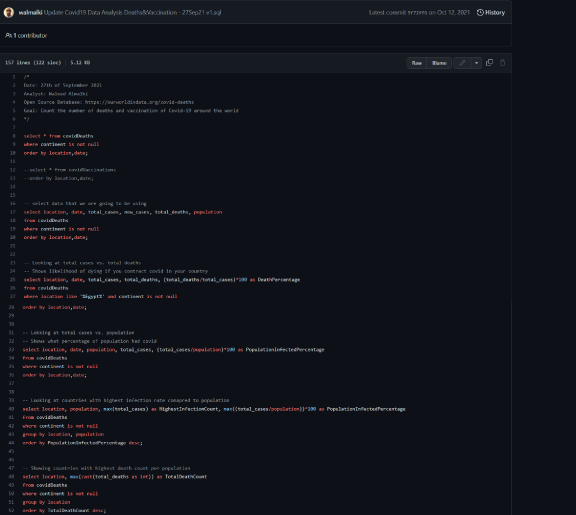 walmalki Update Covid19 Data Analysis Deaths&Vaccination - 27Sep21 v1.sql
Latest commit on Oct 12, 2021 History
1 contributor
157 lines (122 sloc) 5.12 KB
Raw Blame
1 /*
2 Date: 27th of September 2021
3 Analyst: Waleed Almalki
4 Open Source Database: https://ourworldindata.org/covid-deaths
5 Goal: Count the number of deaths and vaccination of Covid-19 around the world
6 */
7
8 select * from covidDeaths
9 where continent is not null
10 order by location,date;
11
12 --select * from covidVaccinations
13 --order by location,date;
14
15
16 -- select data that we are going to be using
17 select location, date, total_cases, new_cases, total_deaths, population
18 from covidDeaths
19 where continent is not null
20 order by location,date;
21
22
23 -- Looking at total cases vs. total deaths
24 -- Shows likelihood of dying if you contract covid in your country
25 select location, date, total_cases, total_deaths, (total_deaths/total_cases)*100 as DeathPercentage
26 from covidDeaths
27 where location like '%Egypt%' and continent is not null
28 order by location,date;
29
30
31 -- Looking at total cases vs. population
32 -- Shows what percentage of population had covid
33 select location, date, population, total_cases, (total_cases/population)*100 as PopulationInfectedPercentage
34 from covidDeaths
35 where continent is not null
36 order by location,date;
37
38
39 -- Looking at countries with highest infection rate comapred to population
40 select location, population, max(total_cases) as HighestInfectionCount, max((total_cases/population))*100 as PopulationInfectedPercentage
41 From covidDeaths
42 where continent is not null
43 group by location, population
44 order by PopulationInfectedPercentage desc;
45
46
47 -- Showing countries with highest death count per population
48 select location, max(cast(total_deaths as int)) as TotalDeathCount
49 From covidDeaths
50 where continent is not null
51 group by location
52 order by TotalDeathCount desc;